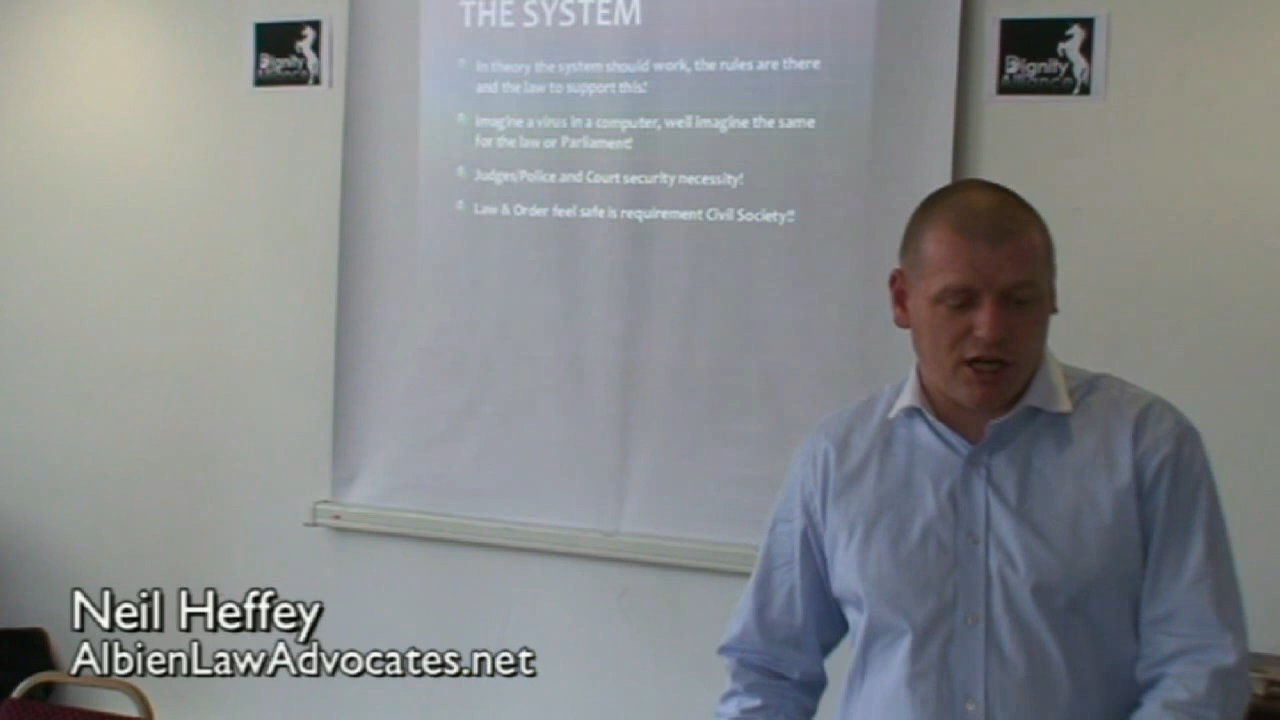 THE SYSTEM
Dignity
Dignity
In theory the system should work, the rules are there
and the law to support this!
Imagine a virus in a computer, well imagine the same
for the law or Parliament!
Judges/Police and Court security necessity!
Law & Order feel safe is requirement Civil Society!!
Neil Heffey
AlbienLawAdvocates.net